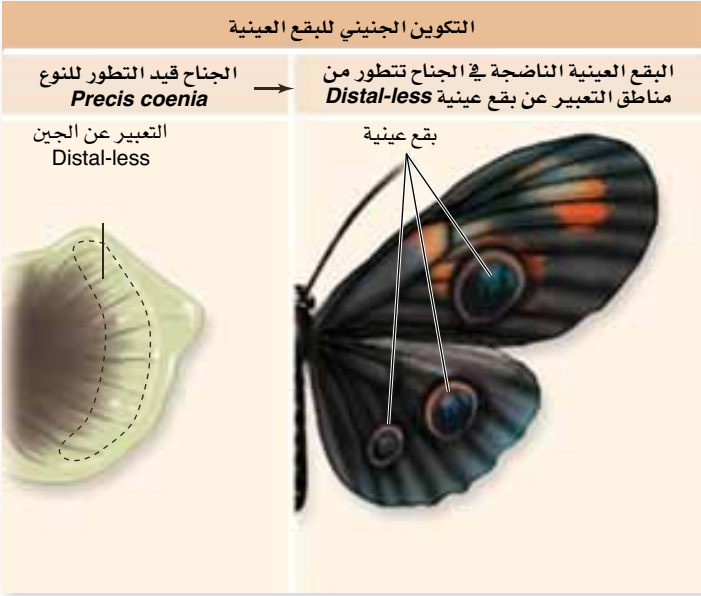 التكوين الجنيني للبقع العينية
الجناح قيد التطور للنوع
Precis coenia
البقع العينية الناضجة في الجناح تتطور من
مناطق التعبير عن بقع عينية Distal-less
التعبير عن الجين
Distal-less
بقع عينية